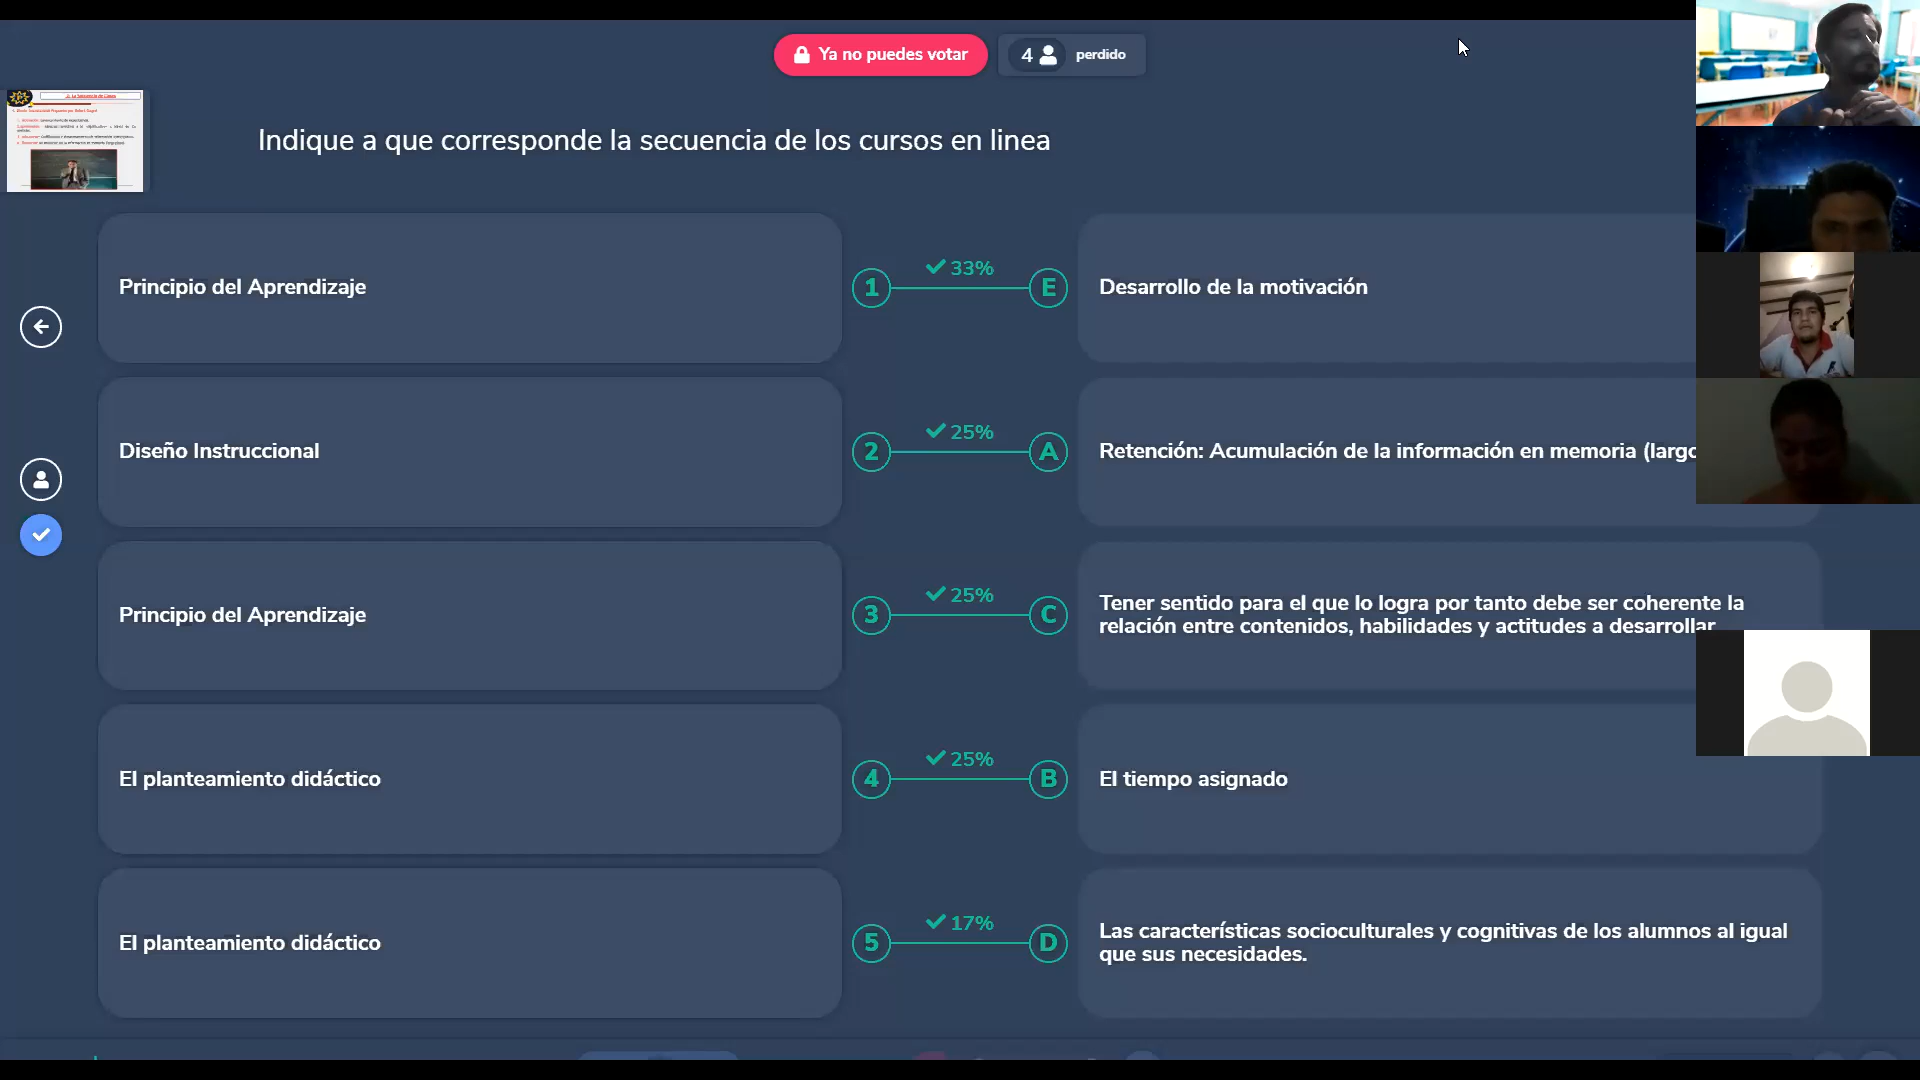 Ya no puedes votar
4 perdido
Indique a que corresponde la secuencia de los cursos en linea
Principio del Aprendizaje
1 33% E
Desarrollo de la motivación
Diseño Instruccional
2 25% A
Retención: Acumulación de la información en memoria (largo
Principio del Aprendizaje
3 25% C
Tener sentido para el que lo logra por tanto debe ser coherente la
relación entre contenidos, habilidades y actitudes a desarrollar
El planteamiento didáctico
4 25% B
El tiempo asignado
El planteamiento didáctico
5 17% D
Las características socioculturales y cognitivas de los alumnos al igual
que sus necesidades.